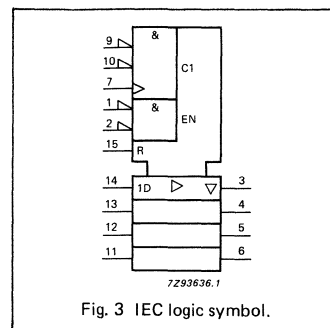 9 &
10 C1
7
1 &
2 EN
15 R
14 1D 3
13 4
12 5
11 6
7Z93636.1
Fig. 3 IEC logic symbol.